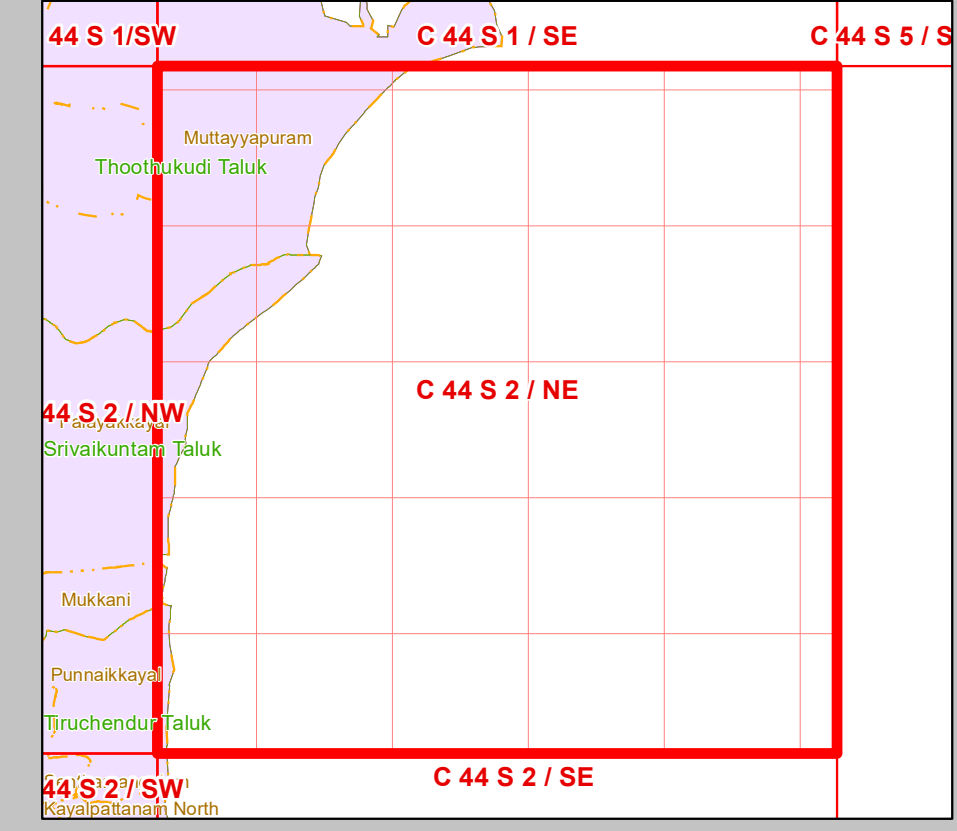 44 S 1/SW
C 44 S 1 / SE
C 44 S 5 / S
Muttayyapuram
Thoothukudi Taluk
C 44 S 2 / NE
44 S 2 / NW
Palayakkayal
Srivaikuntam Taluk
Mukkani
Punnaikkayal
Tiruchendur Taluk
C 44 S 2 / SE
44 S 2 / SW
Kayalpattanam North